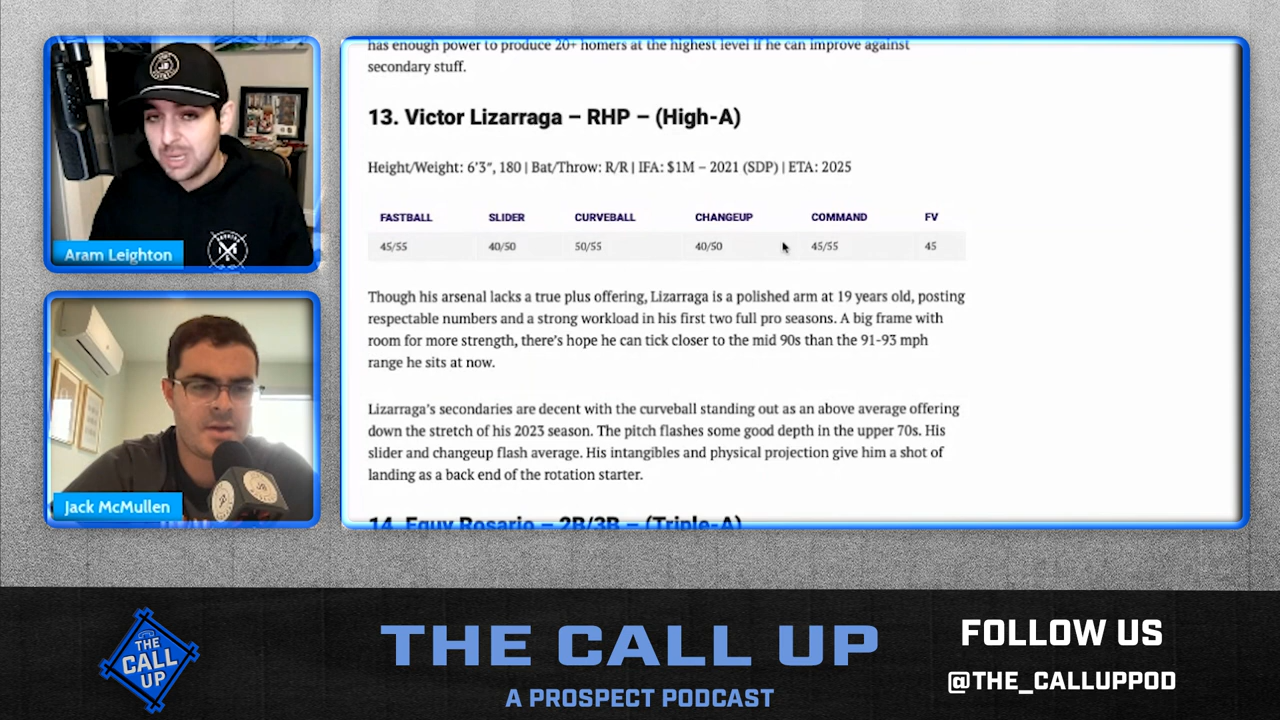 has enough power to produce 20+ homers at the highest level if he can improve against
secondary stuff.
13. Victor Lizarraga – RHP – (High-A)
Height/Weight: 6’3″, 180 | Bat/Throw: R/R | IFA: $1M – 2021 (SDP) | ETA: 2025
FASTBALL SLIDER CURVEBALL CHANGEUP COMMAND FV
45/55 40/50 50/55 40/50 45/55 45
Though his arsenal lacks a true plus offering, Lizarraga is a polished arm at 19 years old, posting
respectable numbers and a strong workload in his first two full pro seasons. A big frame with
room for more strength, there’s hope he can tick closer to the mid 90s than the 91-93 mph
range he sits at now.
Lizarraga’s secondaries are decent with the curveball standing out as an above average offering
down the stretch of his 2023 season. The pitch flashes some good depth in the upper 70s. His
slider and changeup flash average. His intangibles and physical projection give him a shot of
landing as a back end of the rotation starter.
14. Eguy Rosario – 2B/3B – (Triple-A)
Aram Leighton
Jack McMullen
THE
CALL
UP
THE CALL UP
A PROSPECT PODCAST
FOLLOW US
@THE_CALLUPPOD